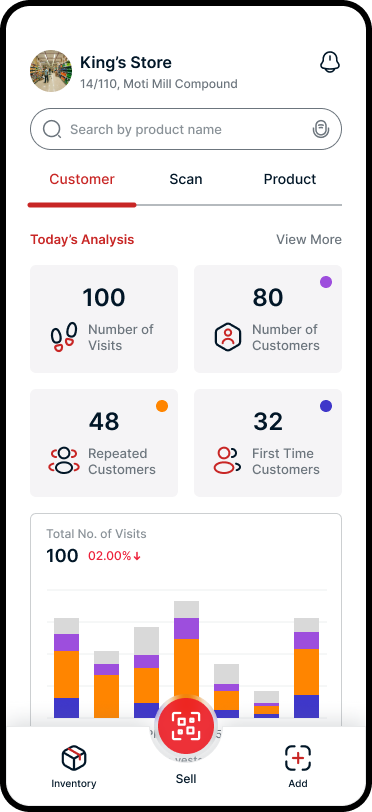 King's Store
14/110, Moti Mill Compound
Search by product name
Customer Scan Product
Today's Analysis View More
100
Number of
Visits
80
Number of
Customers
48
Repeated
Customers
32
First Time
Customers
Total No. of Visits
100 02.00%↓
Inventory
Sell
Add